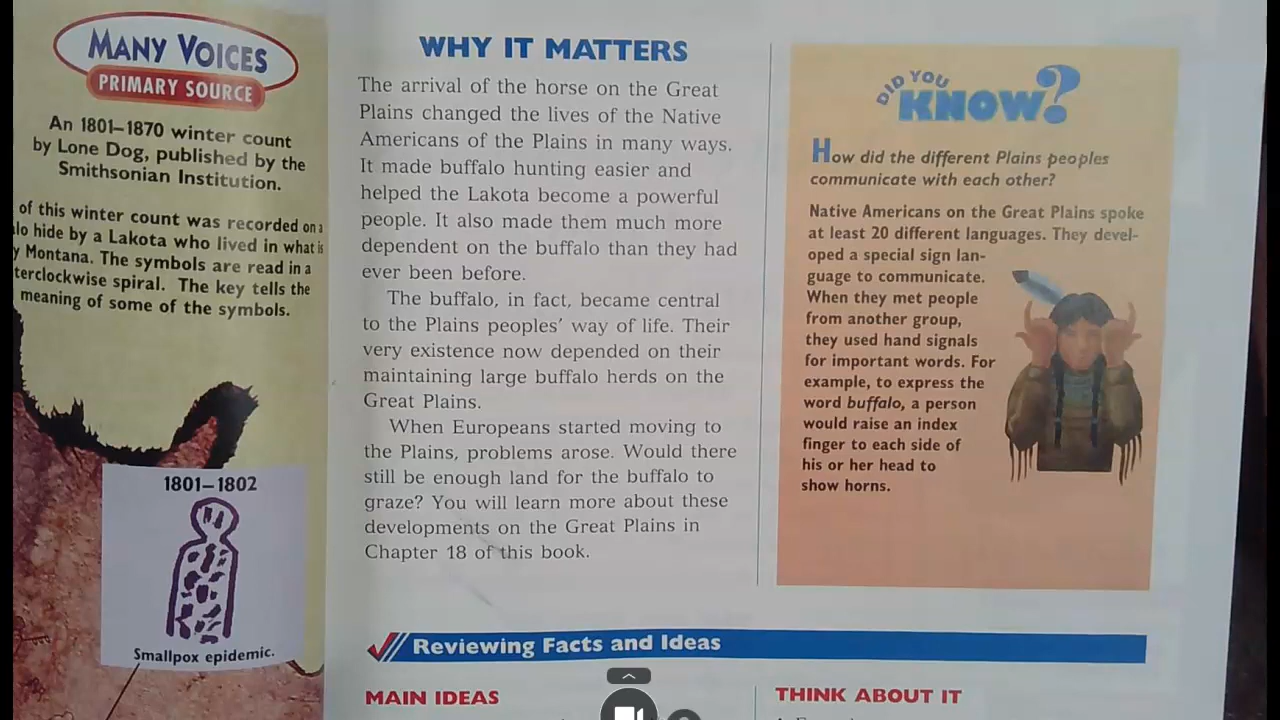 MANY VOICES
PRIMARY SOURCE
An 1801–1870 winter count
by Lone Dog, published by the
Smithsonian Institution.
of this winter count was recorded on a
lo hide by a Lakota who lived in what is
y Montana. The symbols are read in a
terclockwise spiral. The key tells the
meaning of some of the symbols.
1801–1802
Smallpox epidemic.
WHY IT MATTERS
The arrival of the horse on the Great
Plains changed the lives of the Native
Americans of the Plains in many ways.
It made buffalo hunting easier and
helped the Lakota become a powerful
people. It also made them much more
dependent on the buffalo than they had
ever been before.
The buffalo, in fact, became central
to the Plains peoples' way of life. Their
very existence now depended on their
maintaining large buffalo herds on the
Great Plains.
When Europeans started moving to
the Plains, problems arose. Would there
still be enough land for the buffalo to
graze? You will learn more about these
developments on the Great Plains in
Chapter 18 of this book.
DID YOU
KNOW?
How did the different Plains peoples
communicate with each other?
Native Americans on the Great Plains spoke
at least 20 different languages. They devel-
oped a special sign lan-
guage to communicate.
When they met people
from another group,
they used hand signals
for important words. For
example, to express the
word buffalo, a person
would raise an index
finger to each side of
his or her head to
show horns.
Reviewing Facts and Ideas
MAIN IDEAS
THINK ABOUT IT